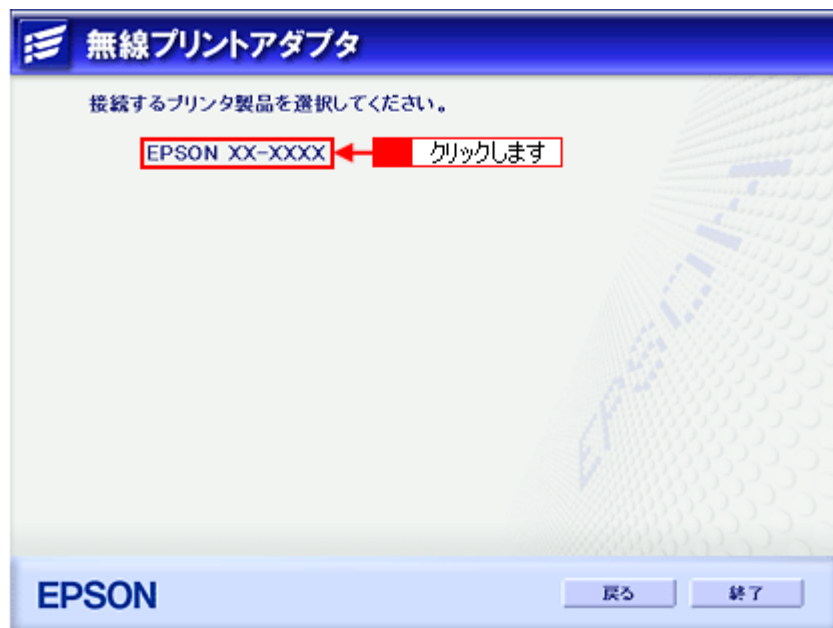 無線プリントアダプタ
接続するプリンタ製品を選択してください。
EPSON XX-XXXX クリックします
EPSON
EPSON 戻る 終了